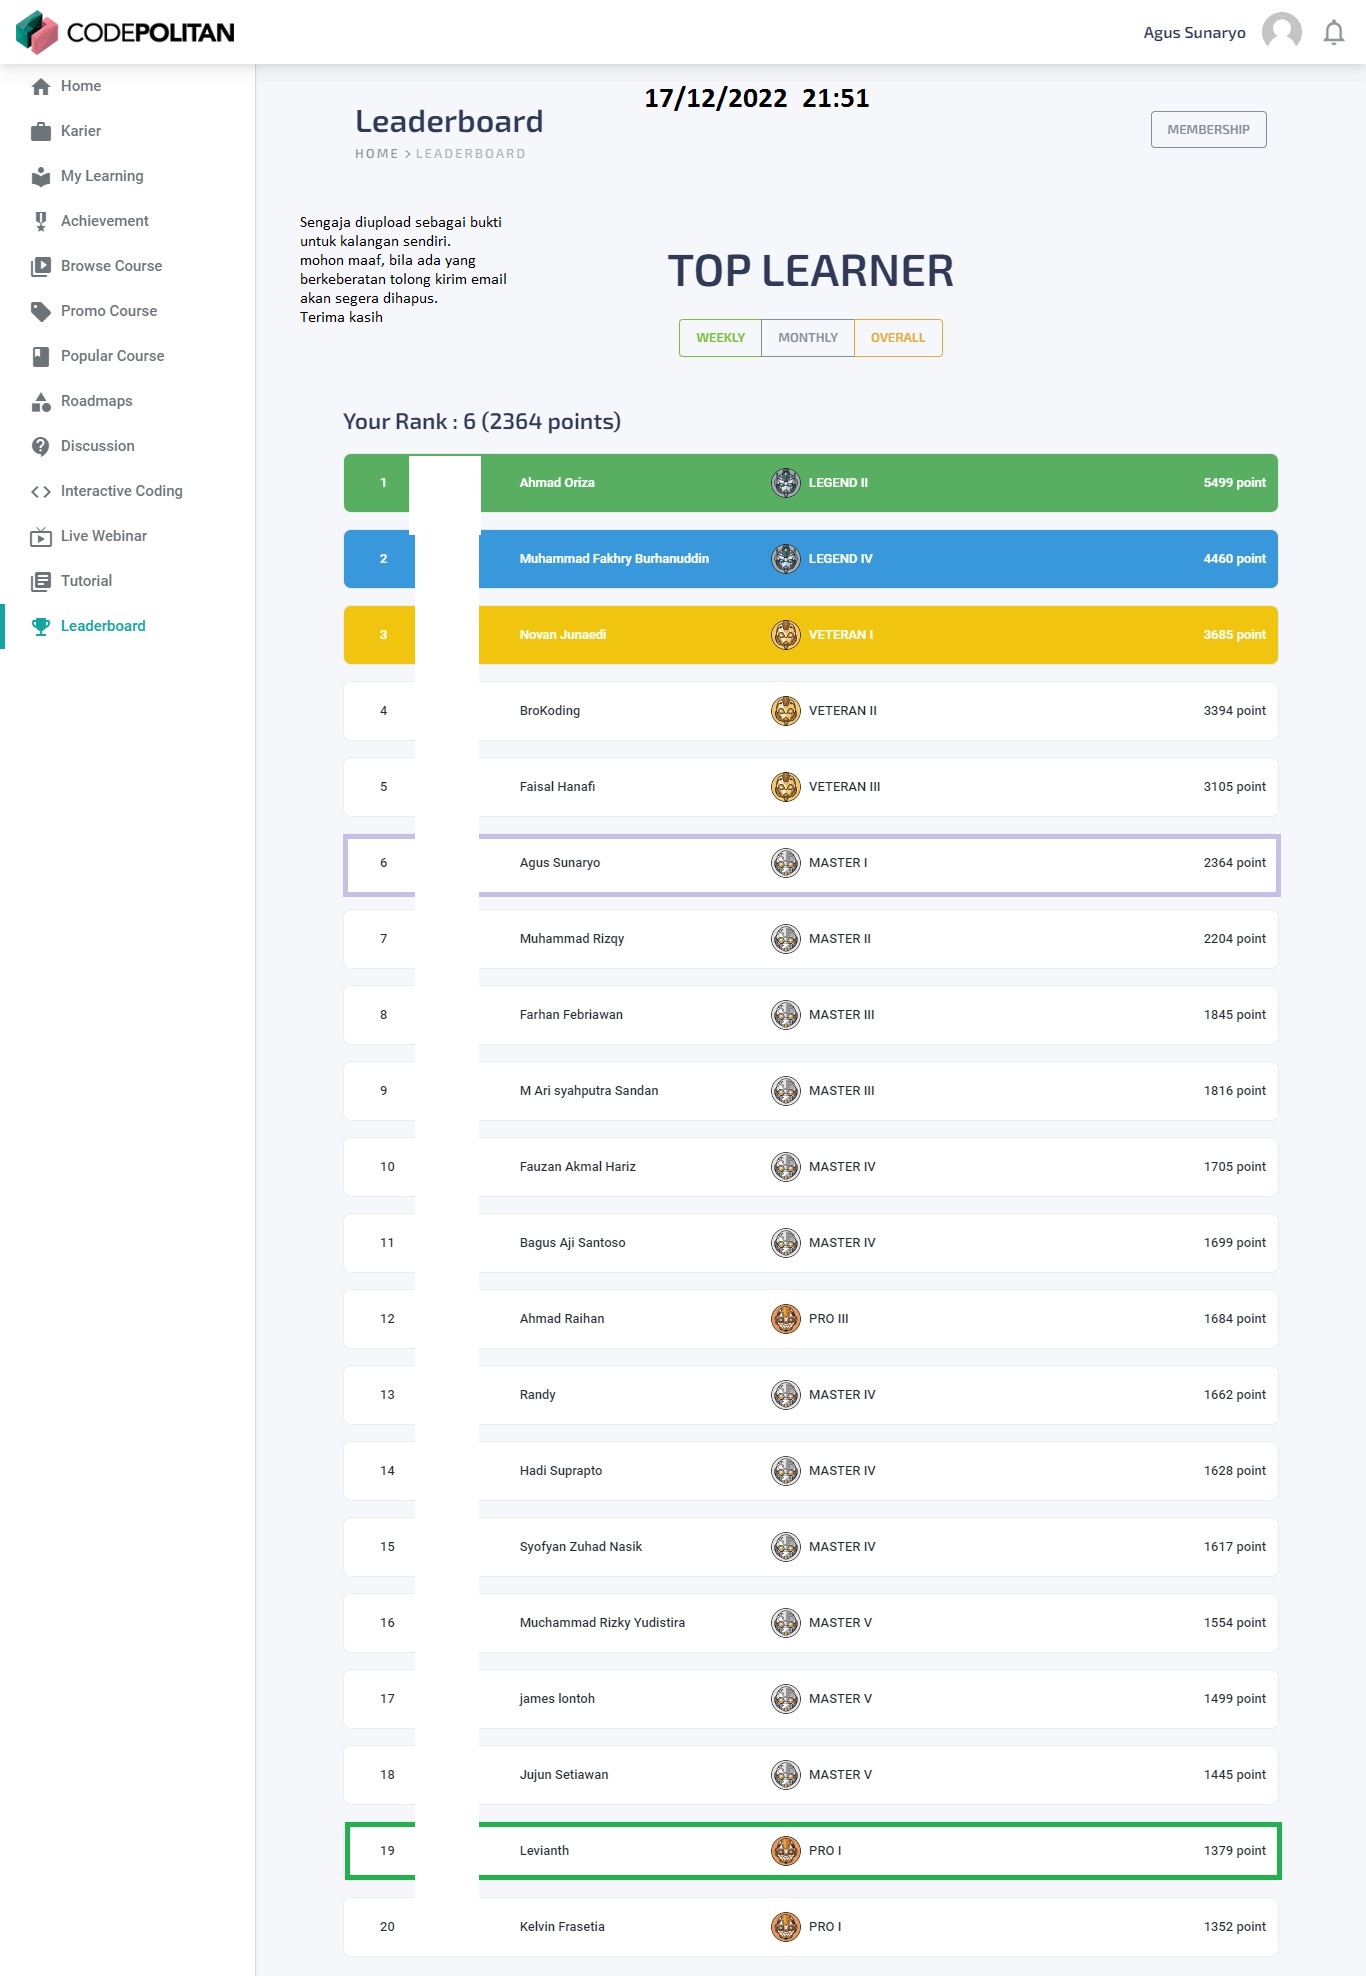 CODEPOLITAN
Agus Sunaryo
Home
Karier
My Learning
Achievement
Browse Course
Promo Course
Popular Course
Roadmaps
Discussion
Interactive Coding
Live Webinar
Tutorial
Leaderboard
17/12/2022 21:51
Leaderboard
HOME > LEADERBOARD
MEMBERSHIP
Sengaja diupload sebagai bukti
untuk kalangan sendiri.
mohon maaf, bila ada yang
berkeberatan tolong kirim email
akan segera dihapus.
Terima kasih
TOP LEARNER
WEEKLY MONTHLY OVERALL
Your Rank : 6 (2364 points)
1 Ahmad Oriza LEGEND II 5499 point
2 Muhammad Fakhry Burhanuddin LEGEND IV 4460 point
3 Novan Junaedi VETERAN I 3685 point
4 BroKoding VETERAN II 3394 point
5 Faisal Hanafi VETERAN III 3105 point
6 Agus Sunaryo MASTER I 2364 point
7 Muhammad Rizqy MASTER II 2204 point
8 Farhan Febriawan MASTER III 1845 point
9 M Ari syahputra Sandan MASTER III 1816 point
10 Fauzan Akmal Hariz MASTER IV 1705 point
11 Bagus Aji Santoso MASTER IV 1699 point
12 Ahmad Raihan PRO III 1684 point
13 Randy MASTER IV 1662 point
14 Hadi Suprapto MASTER IV 1628 point
15 Syofyan Zuhad Nasik MASTER IV 1617 point
16 Muchammad Rizky Yudistira MASTER V 1554 point
17 james lontoh MASTER V 1499 point
18 Jujun Setiawan MASTER V 1445 point
19 Levianth PRO I 1379 point
20 Kelvin Frasetia PRO I 1352 point